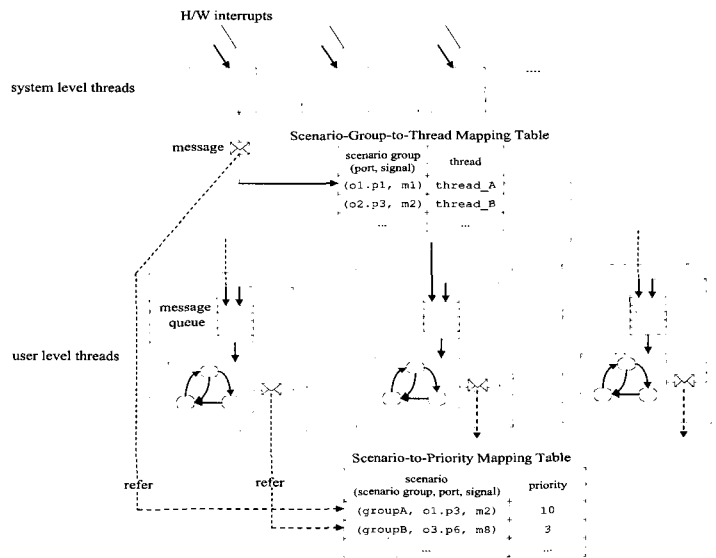 H/W interrupts
....
system level threads
message
Scenario-Group-to-Thread Mapping Table
scenario group
(port, signal)
thread
(o1.p1, m1)
thread_A
(o2.p3, m2)
thread_B
...
...
message
queue
user level threads
Scenario-to-Priority Mapping Table
refer
refer
scenario
(scenario group, port, signal)
priority
(groupA, o1.p3, m2)
10
(groupB, o3.p6, m8)
3
...
...